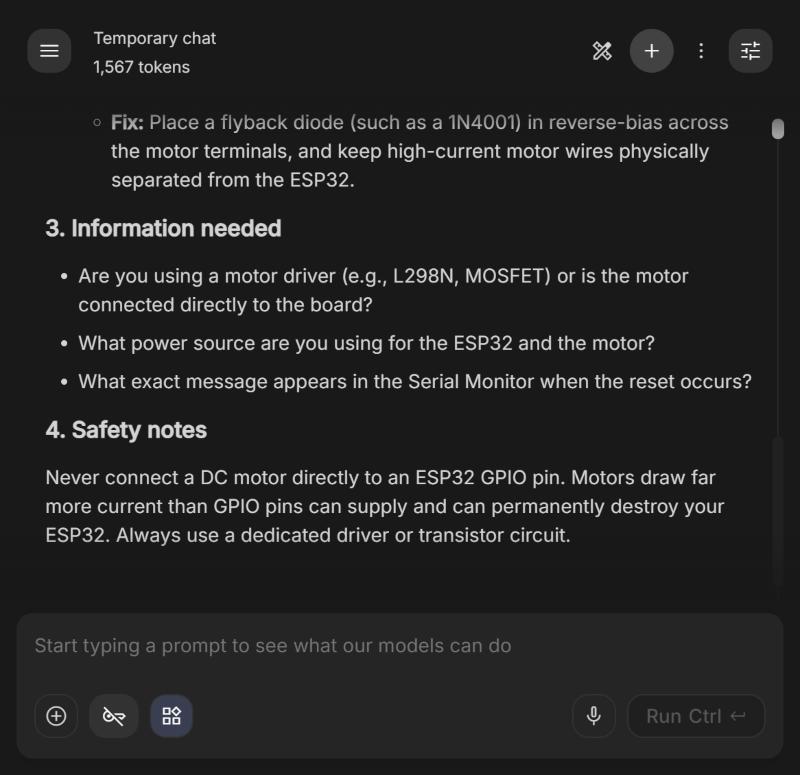 Temporary chat
1,567 tokens
Fix: Place a flyback diode (such as a 1N4001) in reverse-bias across
the motor terminals, and keep high-current motor wires physically
separated from the ESP32.
3. Information needed
• Are you using a motor driver (e.g., L298N, MOSFET) or is the motor
connected directly to the board?
• What power source are you using for the ESP32 and the motor?
• What exact message appears in the Serial Monitor when the reset occurs?
4. Safety notes
Never connect a DC motor directly to an ESP32 GPIO pin. Motors draw far
more current than GPIO pins can supply and can permanently destroy your
ESP32. Always use a dedicated driver or transistor circuit.
Start typing a prompt to see what our models can do
Run Ctrl ↵